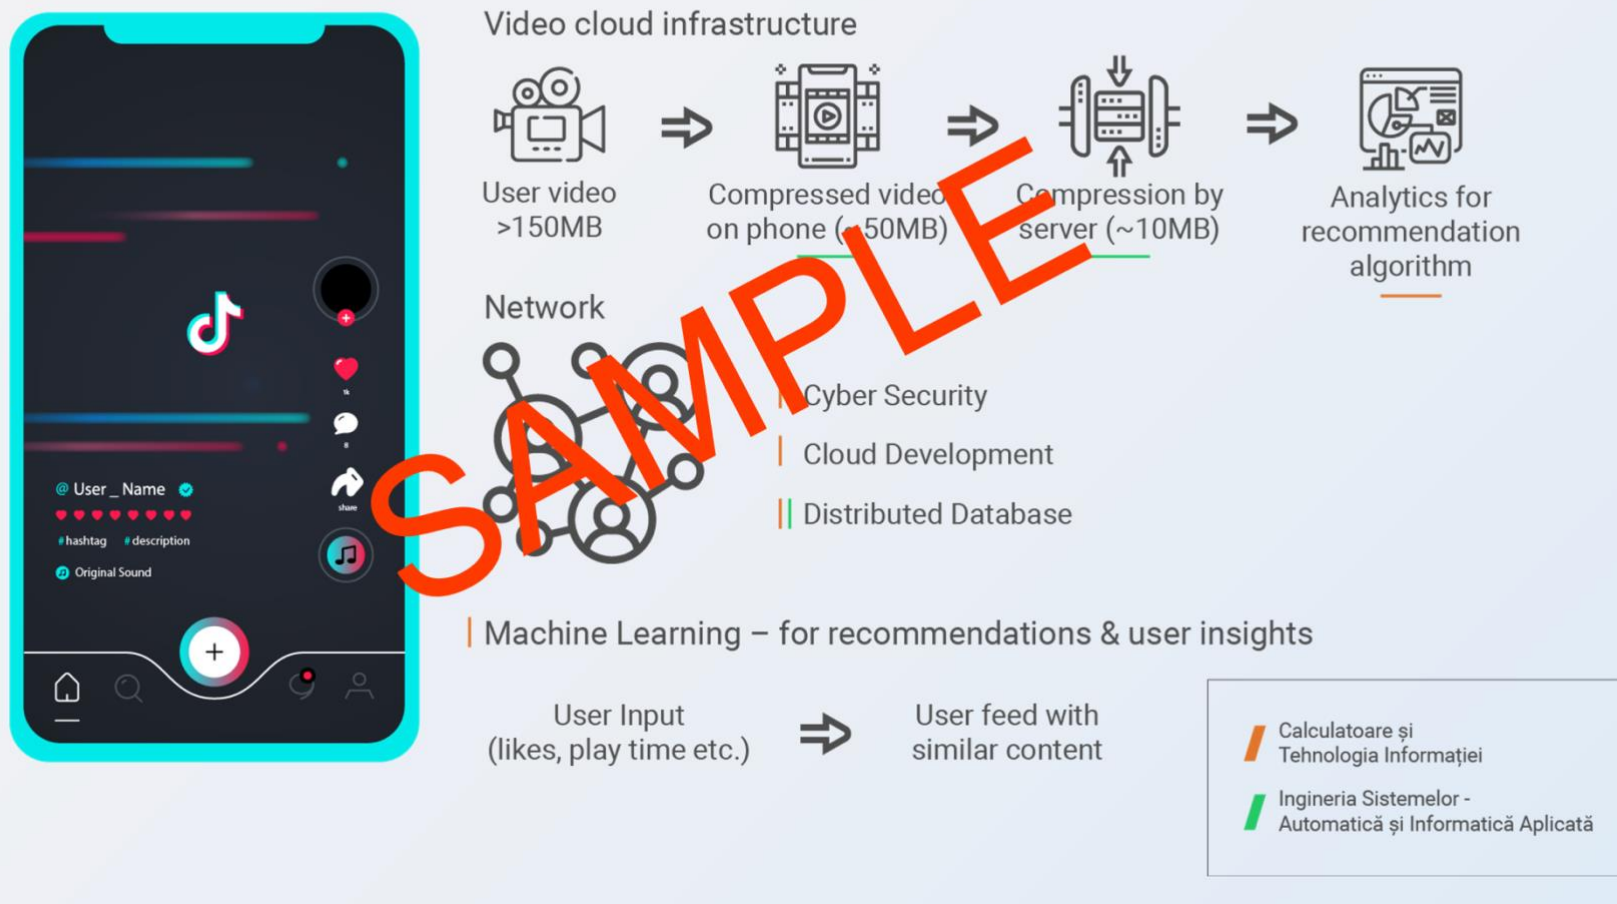 Video cloud infrastructure
User video
>150MB
Compressed video
on phone (~50MB)
Compression by
server (~10MB)
Analytics for
recommendation
algorithm
Network
Cyber Security
Cloud Development
Distributed Database
SAMPLE
1k
@ User _ Name
share
#hashtag #description
Original Sound
Machine Learning – for recommendations & user insights
User Input
(likes, play time etc.)
User feed with
similar content
Calculatoare și
Tehnologia Informației
Ingineria Sistemelor -
Automatică și Informatică Aplicată